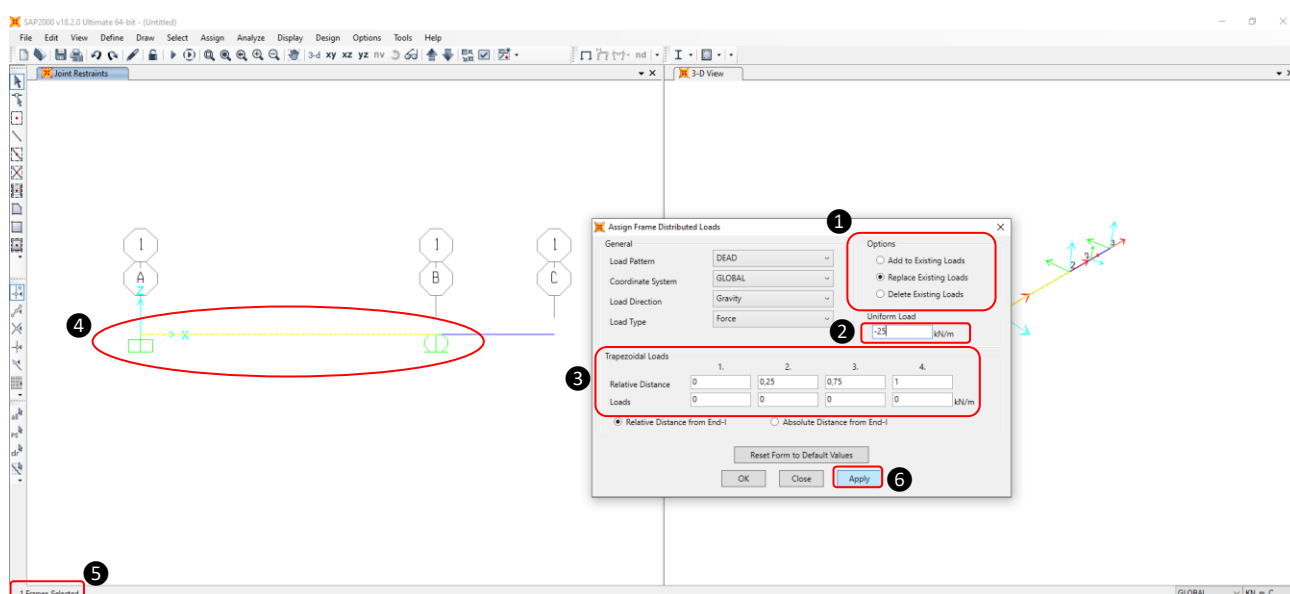 SAP2000 v18.2.0 Ultimate 64-bit - (Untitled)
File Edit View Define Draw Select Assign Analyze Display Design Options Tools Help
3-d xy xz yz nv nd
Joint Restraints
3-D View
1 1 1
A B C
Z
X
4
5
1 Frames Selected
Assign Frame Distributed Loads
1
General
Load Pattern DEAD
Coordinate System GLOBAL
Load Direction Gravity
Load Type Force
Options
Add to Existing Loads
Replace Existing Loads
Delete Existing Loads
Uniform Load
2 -25 kN/m
Trapezoidal Loads
3
1. 2. 3. 4.
Relative Distance 0 0,25 0,75 1
Loads 0 0 0 0 kN/m
Relative Distance from End-I Absolute Distance from End-I
Reset Form to Default Values
OK Close Apply 6
2 2 3
GLOBAL